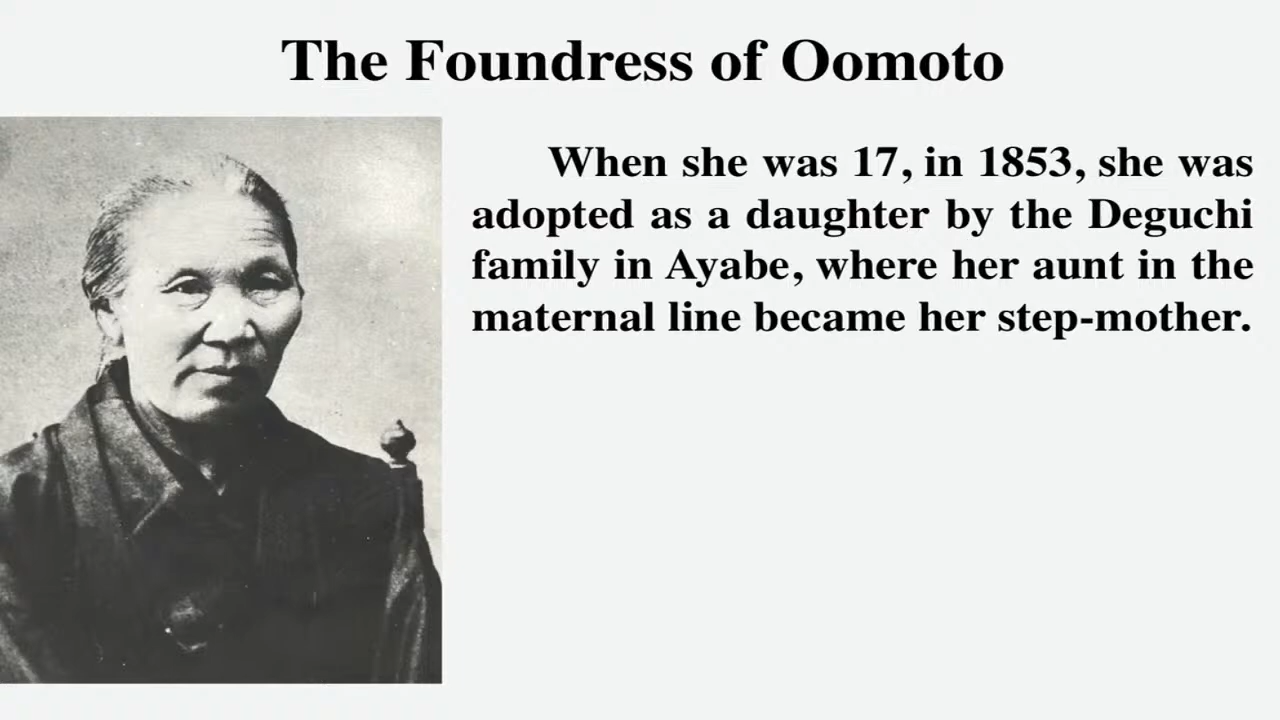 The Foundress of Oomoto
When she was 17, in 1853, she was
adopted as a daughter by the Deguchi
family in Ayabe, where her aunt in the
maternal line became her step-mother.